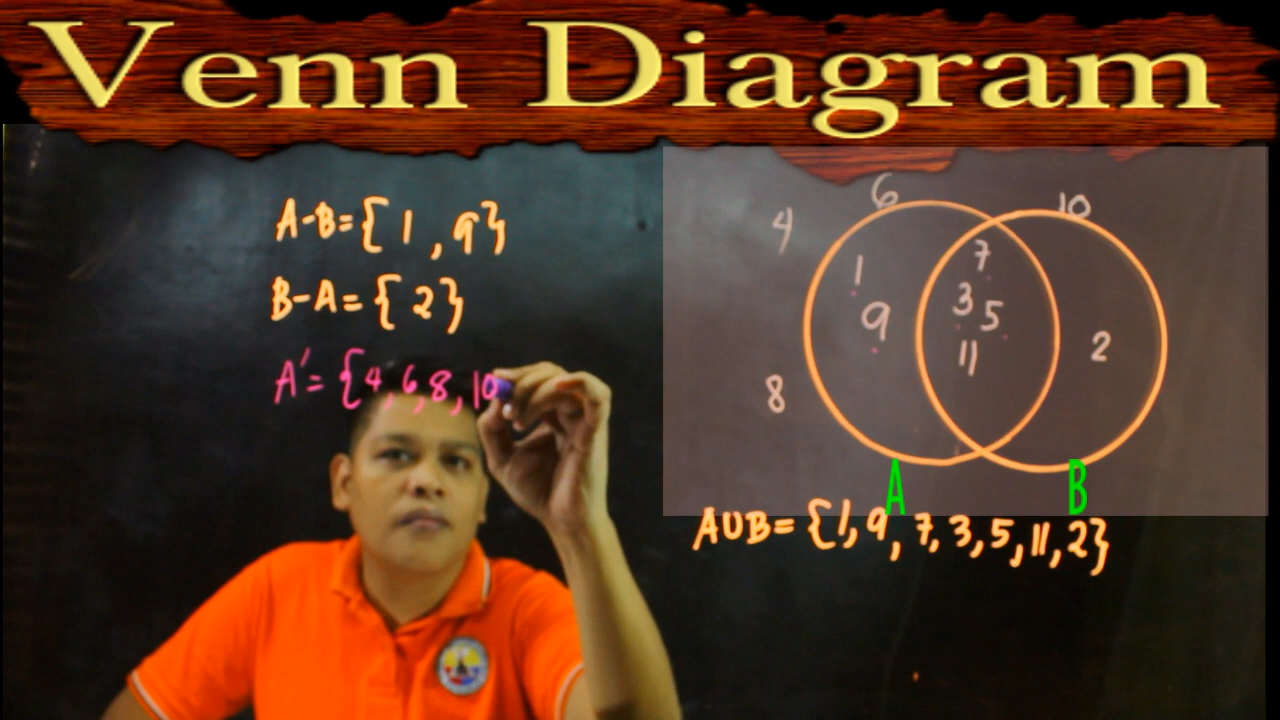 Venn Diagram
A-B={1,9}
B-A={2}
A'={4,6,8,10
4 6 10
1 7
9 3 5
11 2
8
A B
AUB={1,9,7,3,5,11,2}